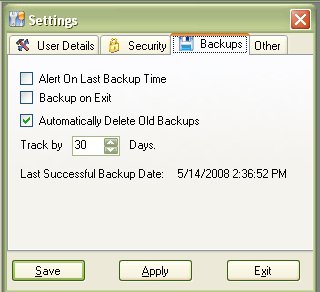 Settings
User Details Security Backups Other
Alert On Last Backup Time
Backup on Exit
Automatically Delete Old Backups
Track by 30 Days.
Last Successful Backup Date: 5/14/2008 2:36:52 PM
Save Apply Exit